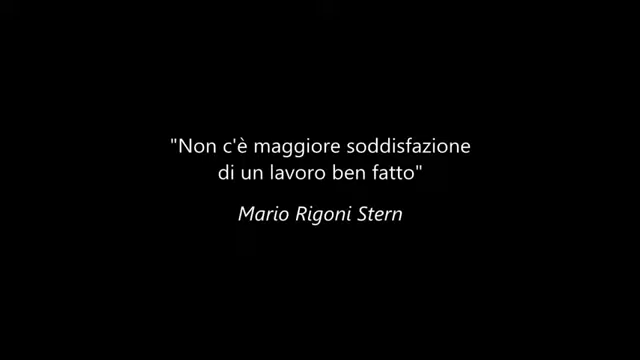 "Non c'è maggiore soddisfazione
di un lavoro ben fatto"
Mario Rigoni Stern